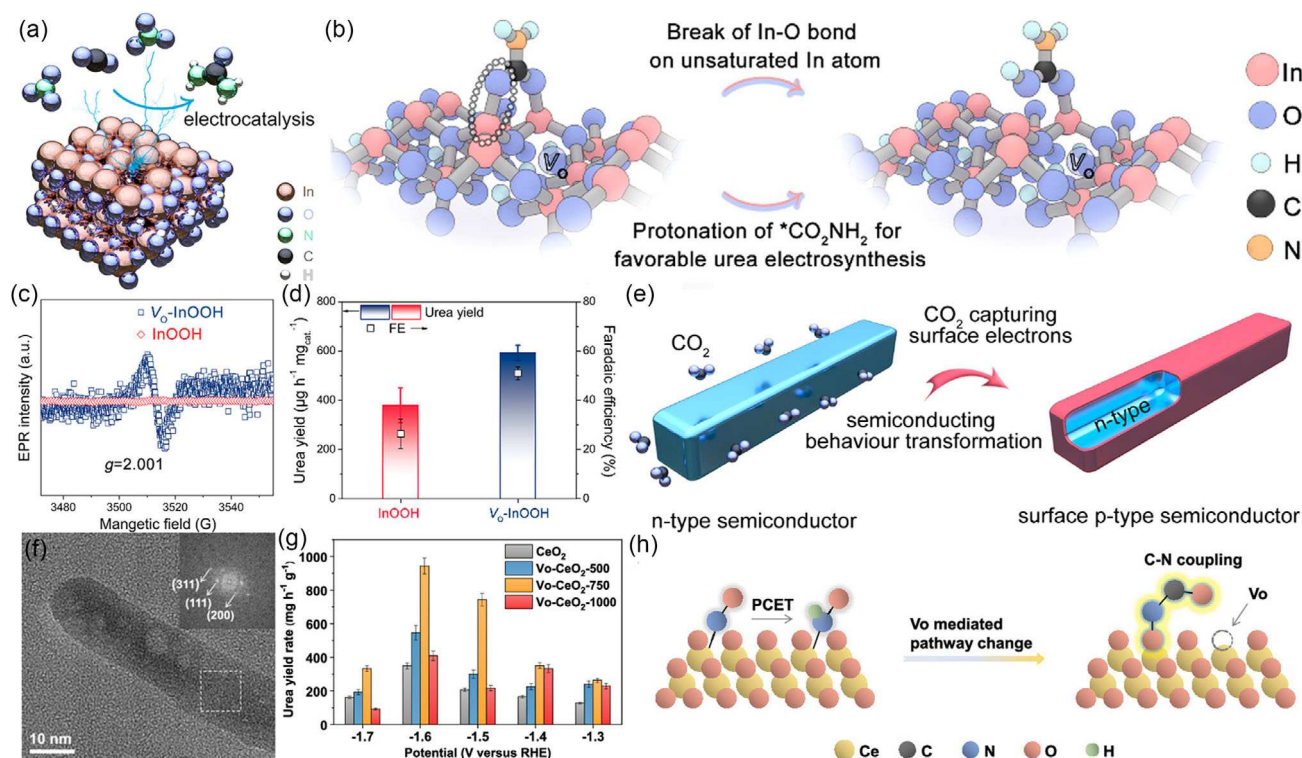 (a)
electrocatalysis
In
O
N
C
H
(b)
Break of In-O bond
on unsaturated In atom
Vo
Protonation of *CO2NH2 for
favorable urea electrosynthesis
Vo
In
O
H
C
N
(c)
VO-InOOH
InOOH
EPR intensity (a.u.)
g=2.001
3480 3500 3520 3540
Mangetic field (G)
(d)
Urea yield
FE
Urea yield (μg h-1 mgcat.-1)
800
600
400
200
0
80
60
40
20
0
Faradaic efficiency (%)
InOOH
VO-InOOH
(e)
CO2
CO2 capturing
surface electrons
semiconducting
behaviour transformation
n-type
n-type semiconductor
surface p-type semiconductor
(f)
(311)
(111)
(200)
10 nm
(g)
Urea yield rate (mg h-1 g-1)
1000
800
600
400
200
0
CeO2
Vo-CeO2-500
Vo-CeO2-750
Vo-CeO2-1000
-1.7 -1.6 -1.5 -1.4 -1.3
Potential (V versus RHE)
(h)
PCET
Vo mediated
pathway change
C-N coupling
Vo
Ce
C
N
O
H